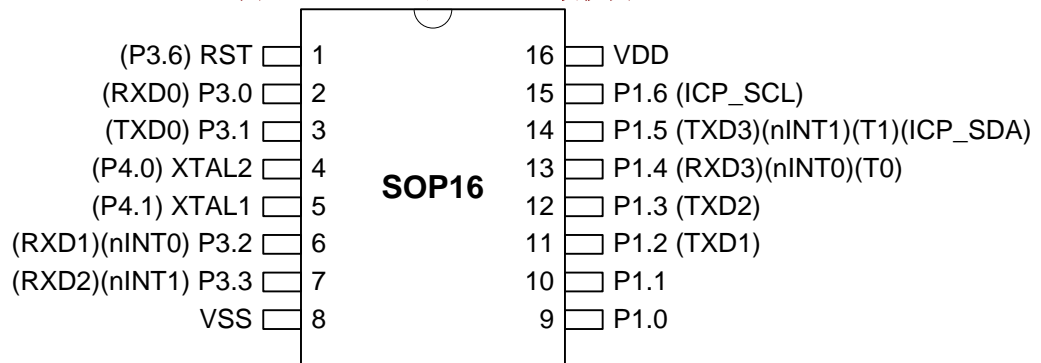 (P3.6) RST 1 16 VDD
(RXD0) P3.0 2 15 P1.6 (ICP_SCL)
(TXD0) P3.1 3 14 P1.5 (TXD3)(nINT1)(T1)(ICP_SDA)
(P4.0) XTAL2 4 13 P1.4 (RXD3)(nINT0)(T0)
SOP16
(P4.1) XTAL1 5 12 P1.3 (TXD2)
(RXD1)(nINT0) P3.2 6 11 P1.2 (TXD1)
(RXD2)(nINT1) P3.3 7 10 P1.1
VSS 8 9 P1.0